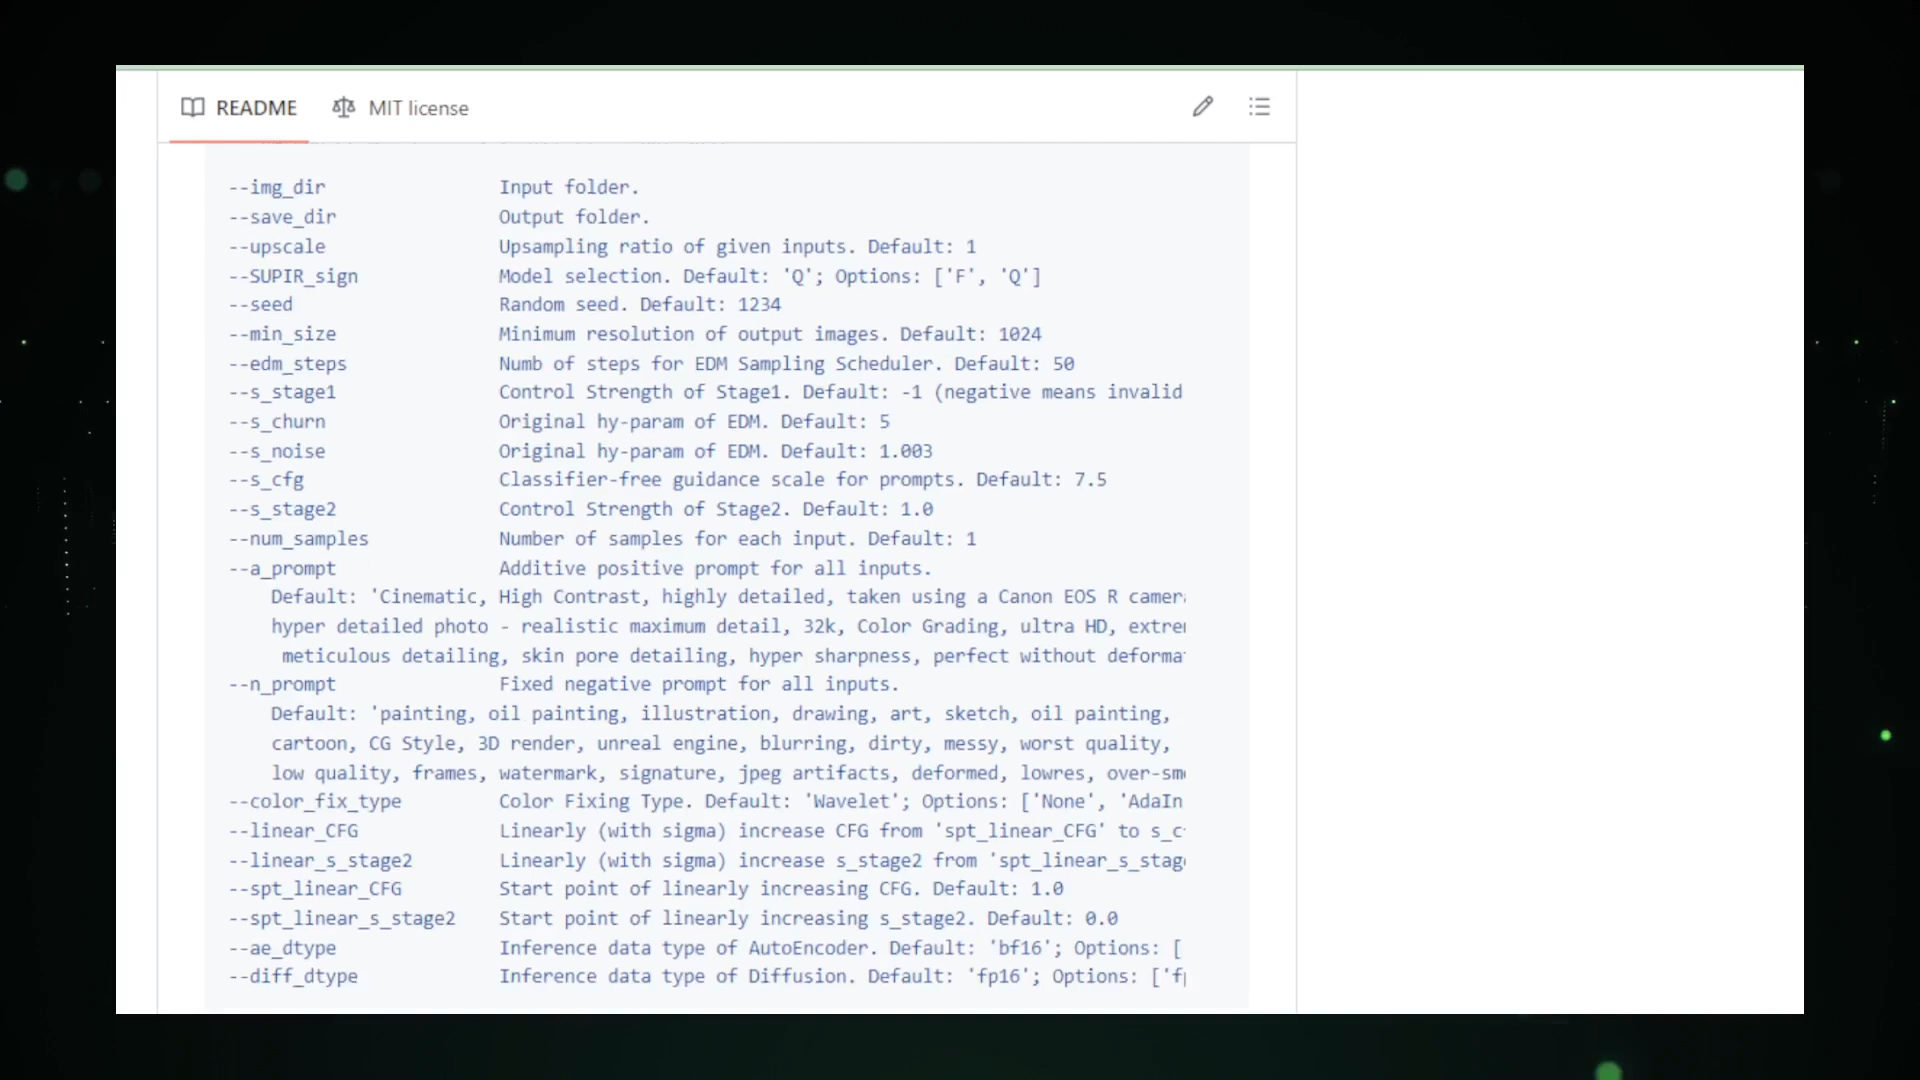 README MIT license
--img_dir Input folder.
--save_dir Output folder.
--upscale Upsampling ratio of given inputs. Default: 1
--SUPIR_sign Model selection. Default: 'Q'; Options: ['F', 'Q']
--seed Random seed. Default: 1234
--min_size Minimum resolution of output images. Default: 1024
--edm_steps Numb of steps for EDM Sampling Scheduler. Default: 50
--s_stage1 Control Strength of Stage1. Default: -1 (negative means invalid
--s_churn Original hy-param of EDM. Default: 5
--s_noise Original hy-param of EDM. Default: 1.003
--s_cfg Classifier-free guidance scale for prompts. Default: 7.5
--s_stage2 Control Strength of Stage2. Default: 1.0
--num_samples Number of samples for each input. Default: 1
--a_prompt Additive positive prompt for all inputs.
Default: 'Cinematic, High Contrast, highly detailed, taken using a Canon EOS R
hyper detailed photo - realistic maximum detail, 32k, Color Grading, ultra HD,
meticulous detailing, skin pore detailing, hyper sharpness, perfect without
--n_prompt Fixed negative prompt for all inputs.
Default: 'painting, oil painting, illustration, drawing, art, sketch, oil painting,
cartoon, CG Style, 3D render, unreal engine, blurring, dirty, messy, worst quality,
low quality, frames, watermark, signature, jpeg artifacts, deformed, lowres,
--color_fix_type Color Fixing Type. Default: 'Wavelet'; Options: ['None', 'AdaIn
--linear_CFG Linearly (with sigma) increase CFG from 'spt_linear_CFG' to
--linear_s_stage2 Linearly (with sigma) increase s_stage2 from
--spt_linear_CFG Start point of linearly increasing CFG. Default: 1.0
--spt_linear_s_stage2 Start point of linearly increasing s_stage2. Default: 0.0
--ae_dtype Inference data type of AutoEncoder. Default: 'bf16'; Options: [
--diff_dtype Inference data type of Diffusion. Default: 'fp16'; Options: